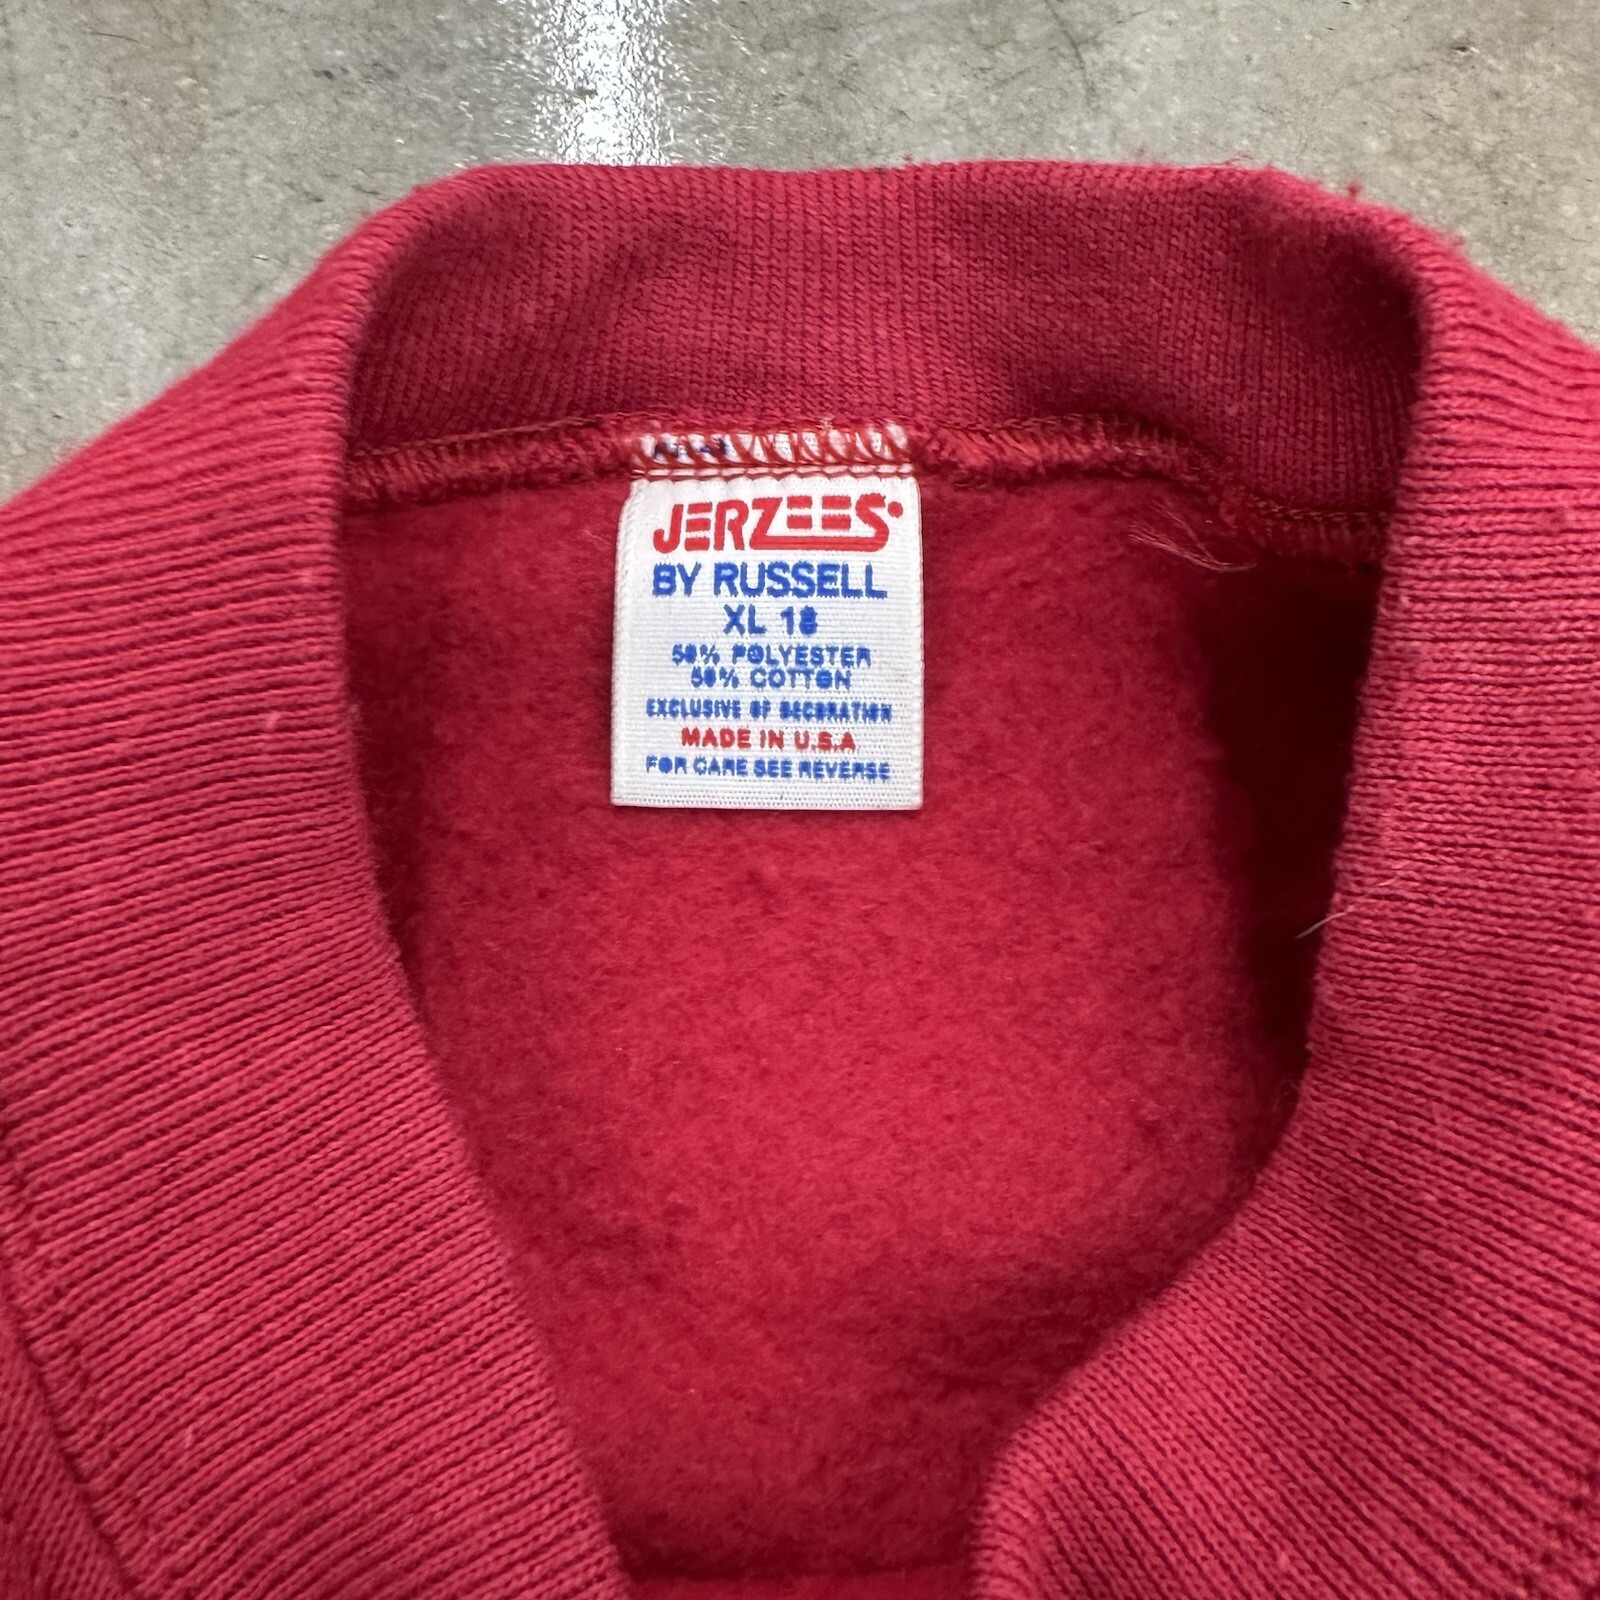 JERZEES
BY RUSSELL
XL 18
50% POLYESTER
50% COTTON
EXCLUSIVE OF DECORATION
MADE IN U.S.A
FOR CARE SEE REVERSE